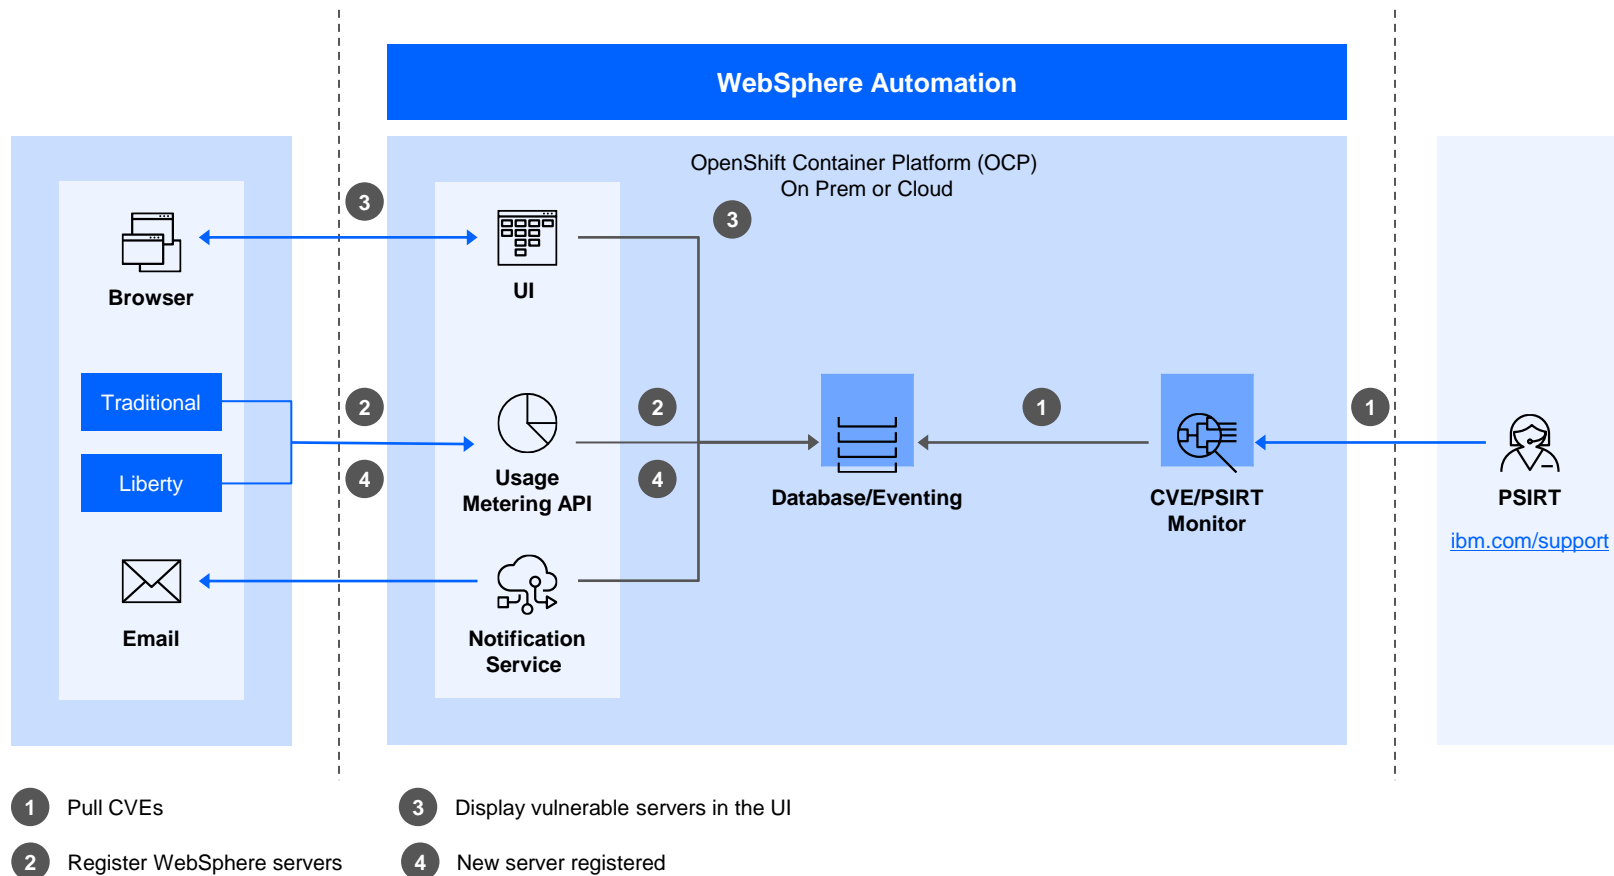 WebSphere Automation
OpenShift Container Platform (OCP)
On Prem or Cloud
3
3
Browser
UI
Traditional
2
2
1
1
Liberty
4
4
Usage
Metering API
Database/Eventing
CVE/PSIRT
Monitor
PSIRT
ibm.com/support
Email
Notification
Service
1 Pull CVEs
3 Display vulnerable servers in the UI
2 Register WebSphere servers
4 New server registered